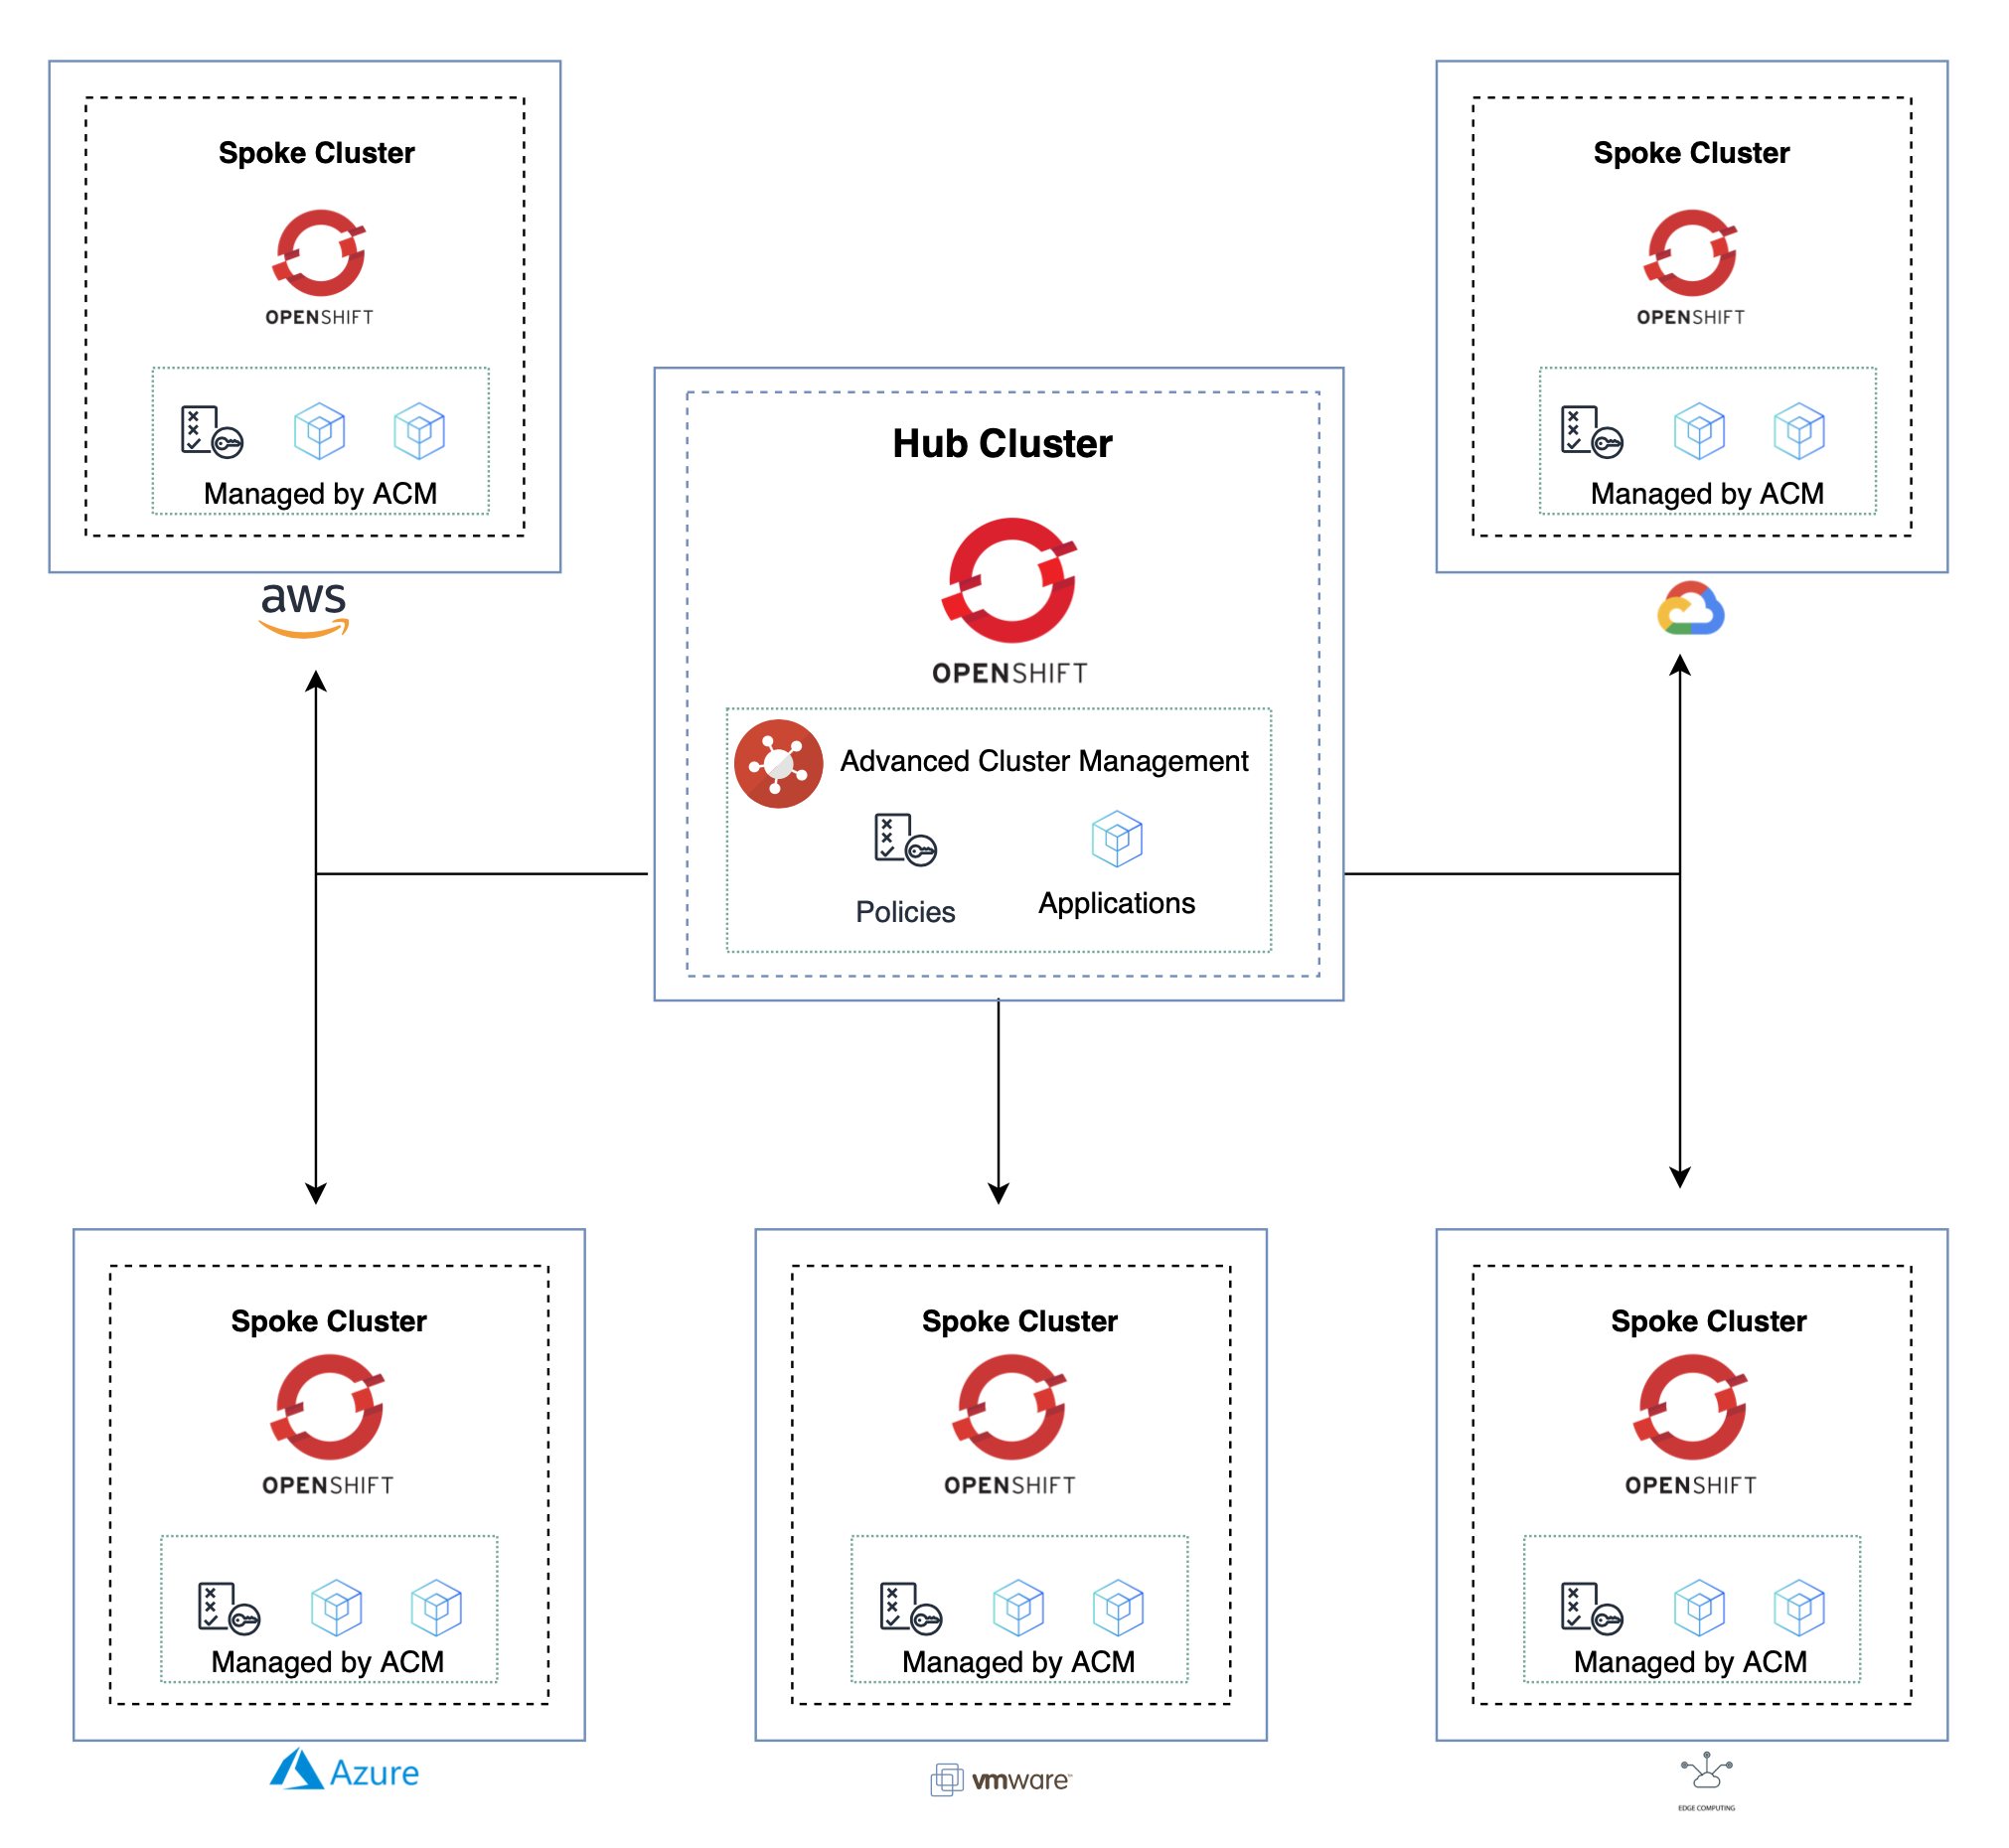 Spoke Cluster
OPENSHIFT
Managed by ACM
aws
Spoke Cluster
OPENSHIFT
Managed by ACM
Hub Cluster
OPENSHIFT
Advanced Cluster Management
Policies
Applications
Spoke Cluster
OPENSHIFT
Managed by ACM
Azure
Spoke Cluster
OPENSHIFT
Managed by ACM
vmware™
Spoke Cluster
OPENSHIFT
Managed by ACM
EDGE COMPUTING